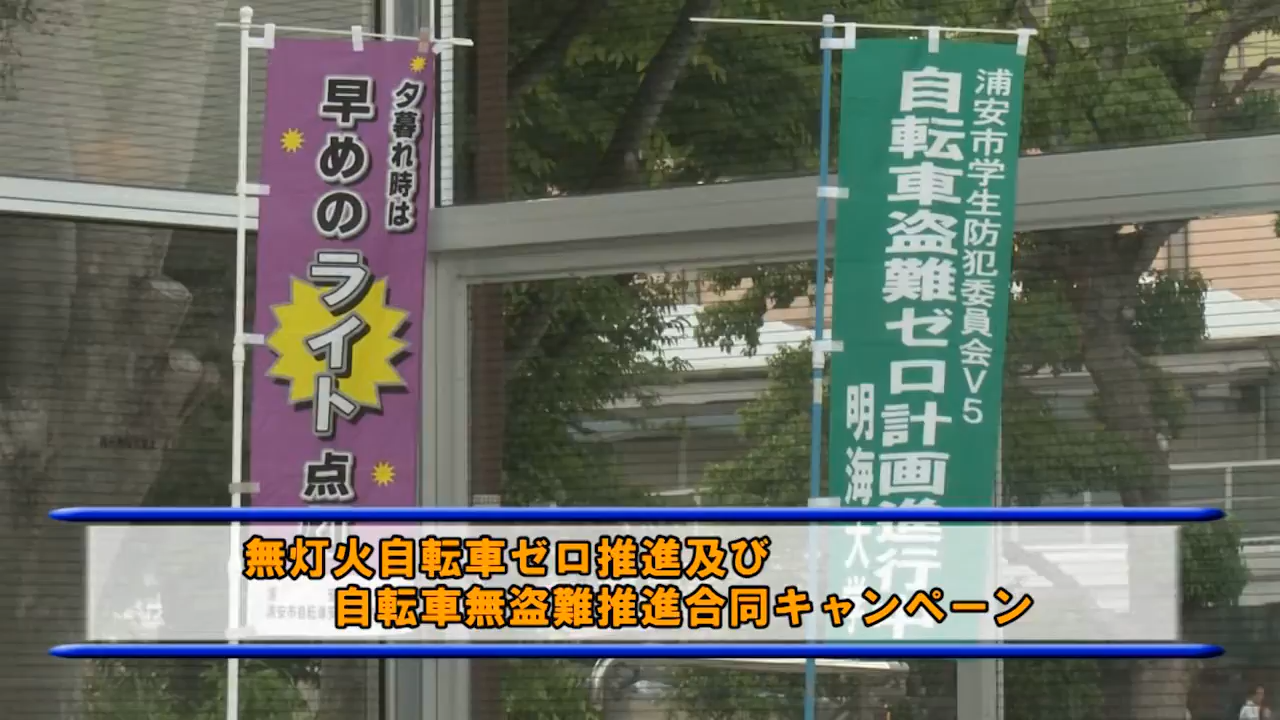 夕暮れ時は
早めのライト点
浦安市学生防犯委員会V5
自転車盗難ゼロ計画進行中
明海大学
無灯火自転車ゼロ推進及び
自転車無盗難推進合同キャンペーン